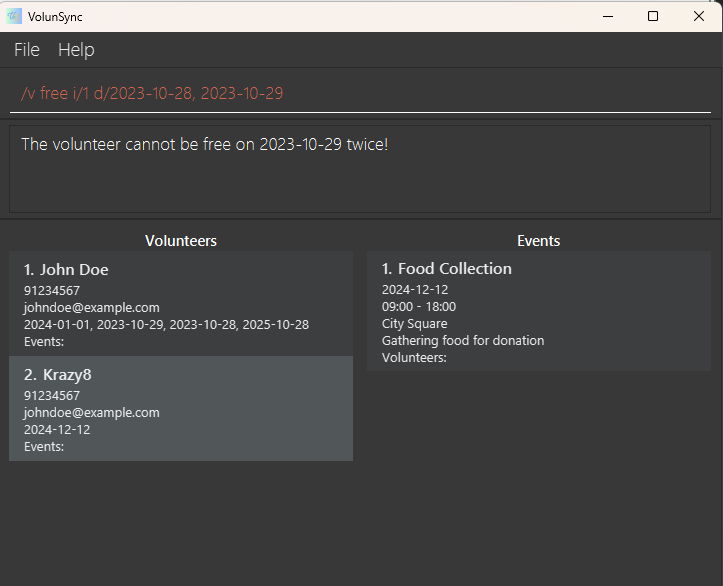 VolunSync
File Help
/v free i/1 d/2023-10-28, 2023-10-29
The volunteer cannot be free on 2023-10-29 twice!
Volunteers
1. John Doe
91234567
johndoe@example.com
2024-01-01, 2023-10-29, 2023-10-28, 2025-10-28
Events:
2. Krazy8
91234567
johndoe@example.com
2024-12-12
Events:
Events
1. Food Collection
2024-12-12
09:00 - 18:00
City Square
Gathering food for donation
Volunteers: